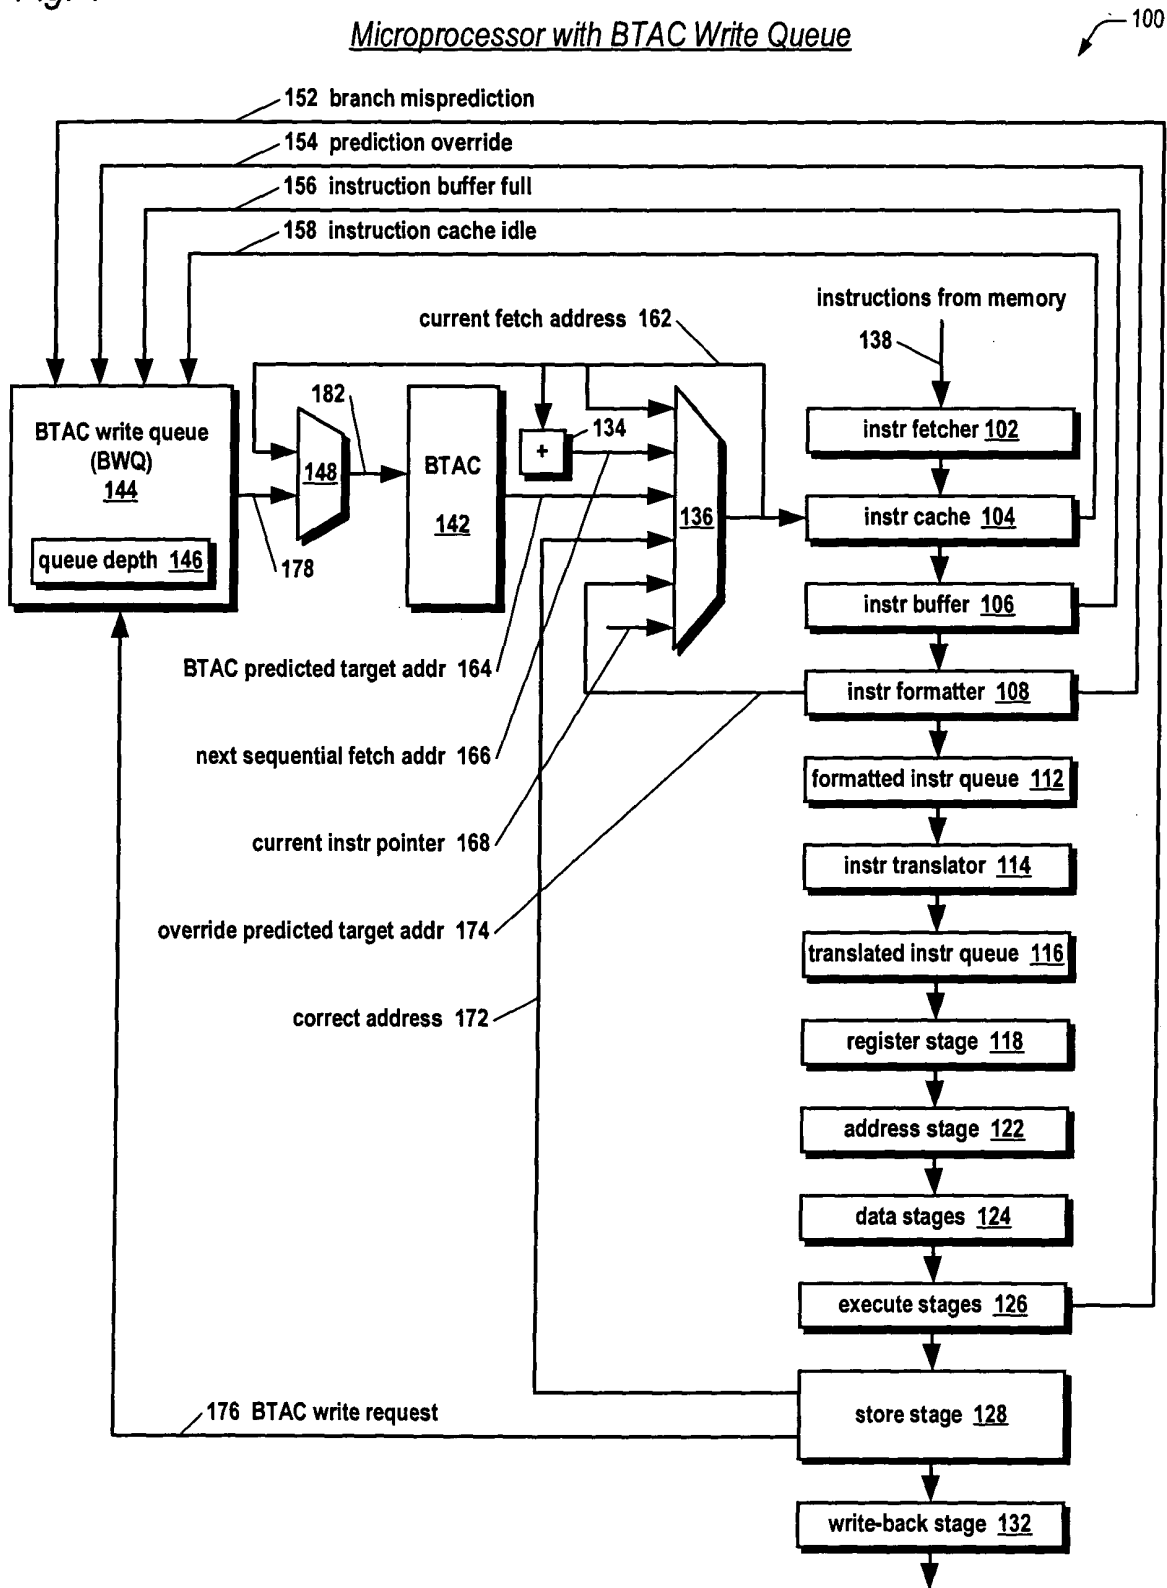 Microprocessor with BTAC Write Queue
100
152 branch misprediction
154 prediction override
156 instruction buffer full
158 instruction cache idle
instructions from memory
current fetch address 162
138
182
BTAC write queue
(BWQ)
144
queue depth 146
178
148
BTAC
142
134
+
136
instr fetcher 102
instr cache 104
instr buffer 106
BTAC predicted target addr 164
instr formatter 108
next sequential fetch addr 166
formatted instr queue 112
current instr pointer 168
instr translator 114
override predicted target addr 174
translated instr queue 116
correct address 172
register stage 118
address stage 122
data stages 124
execute stages 126
176 BTAC write request
store stage 128
write-back stage 132